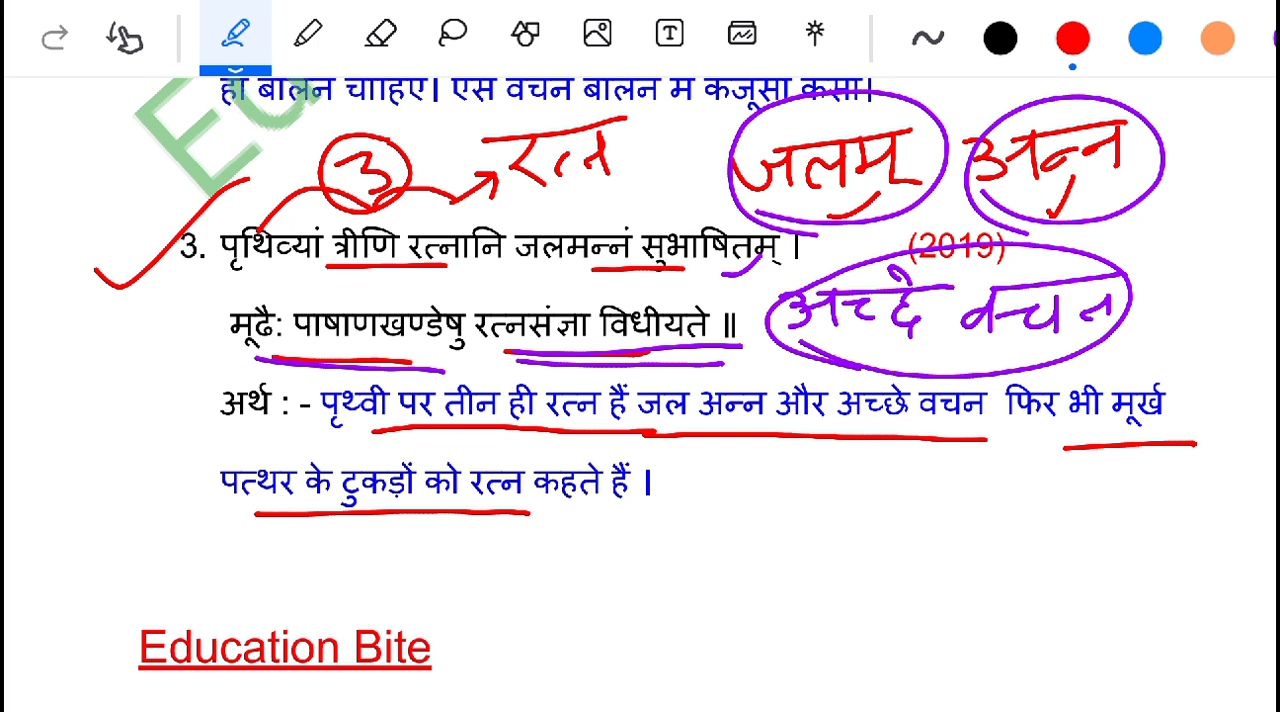 हो बोलने चाहिए। ऐसे वचन बोलने में कंजूसी कैसी।
3 → रत्न जलम् अन्न
3. पृथिव्यां त्रीणि रत्नानि जलमन्नं सुभाषितम् । (2019)
मूढै: पाषाणखण्डेषु रत्नसंज्ञा विधीयते ॥ अच्छे वचन
अर्थ : - पृथ्वी पर तीन ही रत्न हैं जल अन्न और अच्छे वचन फिर भी मूर्ख
पत्थर के टुकड़ों को रत्न कहते हैं ।
Education Bite